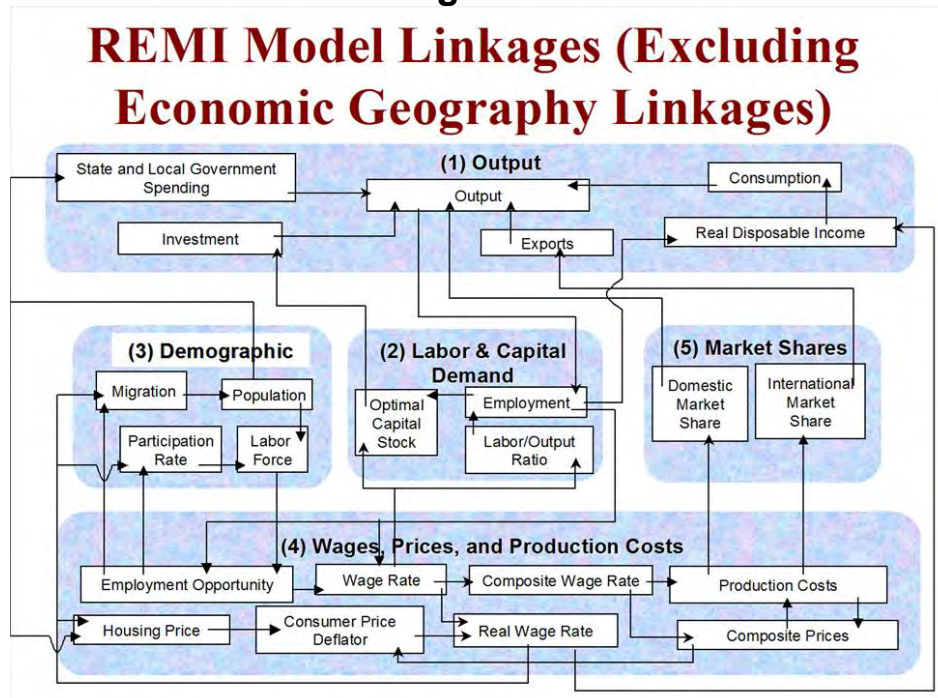 REMI Model Linkages (Excluding
Economic Geography Linkages)
(1) Output
State and Local Government
Spending
Output
Consumption
Investment
Exports
Real Disposable Income
(3) Demographic
Migration
Population
Participation
Rate
Labor
Force
(2) Labor & Capital
Demand
Optimal
Capital
Stock
Employment
Labor/Output
Ratio
(5) Market Shares
Domestic
Market
Share
International
Market
Share
(4) Wages, Prices, and Production Costs
Employment Opportunity
Wage Rate
Composite Wage Rate
Production Costs
Housing Price
Consumer Price
Deflator
Real Wage Rate
Composite Prices